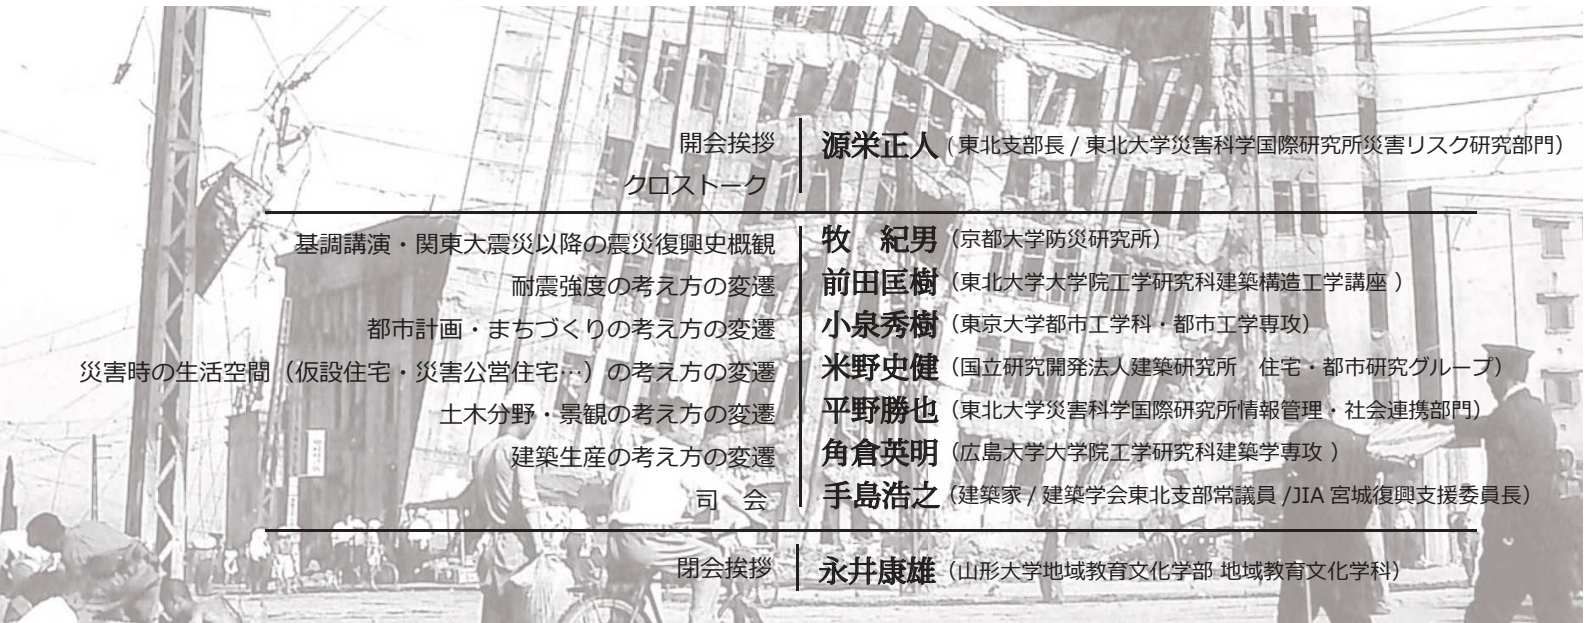 開会挨拶 源栄正人(東北支部長 / 東北大学災害科学国際研究所災害リスク研究部門)
クロストーク
基調講演・関東大震災以降の震災復興史概観 牧　紀男(京都大学防災研究所)
耐震強度の考え方の変遷 前田匡樹(東北大学大学院工学研究科建築構造工学講座 )
都市計画・まちづくりの考え方の変遷 小泉秀樹(東京大学都市工学科・都市工学専攻)
災害時の生活空間(仮設住宅・災害公営住宅…)の考え方の変遷 米野史健(国立研究開発法人建築研究所　住宅・都市研究グループ)
土木分野・景観の考え方の変遷 平野勝也(東北大学災害科学国際研究所情報管理・社会連携部門)
建築生産の考え方の変遷 角倉英明(広島大学大学院工学研究科建築学専攻 )
司　会 手島浩之(建築家 / 建築学会東北支部常議員 /JIA 宮城復興支援委員長)
閉会挨拶 永井康雄(山形大学地域教育文化学部 地域教育文化学科)